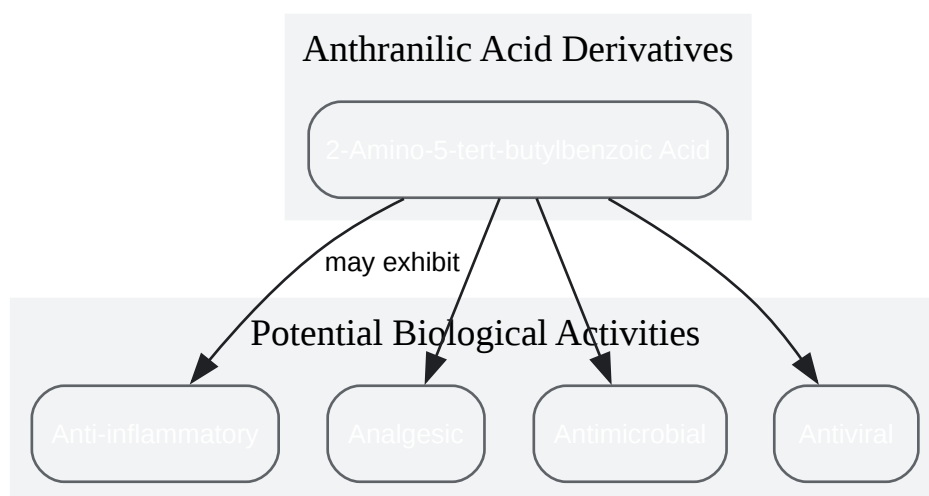 Anthranilic Acid Derivatives
2-Amino-5-tert-butylbenzoic Acid
may exhibit
Potential Biological Activities
Anti-inflammatory
Analgesic
Antimicrobial
Antiviral